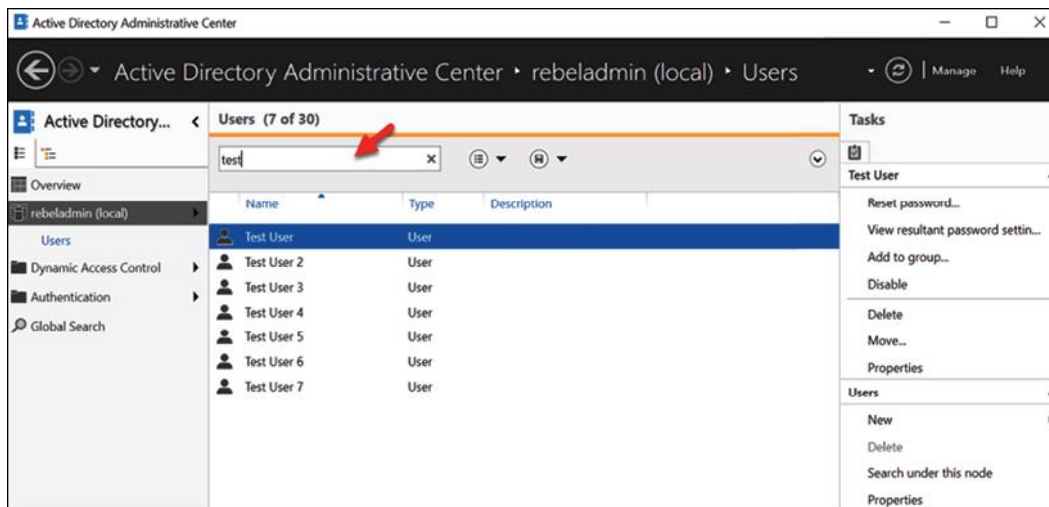 Active Directory Administrative Center
Active Directory Administrative Center ‣ rebeladmin (local) ‣ Users
Manage Help
Active Directory...
Overview
rebeladmin (local)
Users
Dynamic Access Control
Authentication
Global Search
Users (7 of 30)
test
Name Type Description
Test User User
Test User 2 User
Test User 3 User
Test User 4 User
Test User 5 User
Test User 6 User
Test User 7 User
Tasks
Test User
Reset password...
View resultant password settin...
Add to group...
Disable
Delete
Move...
Properties
Users
New
Delete
Search under this node
Properties